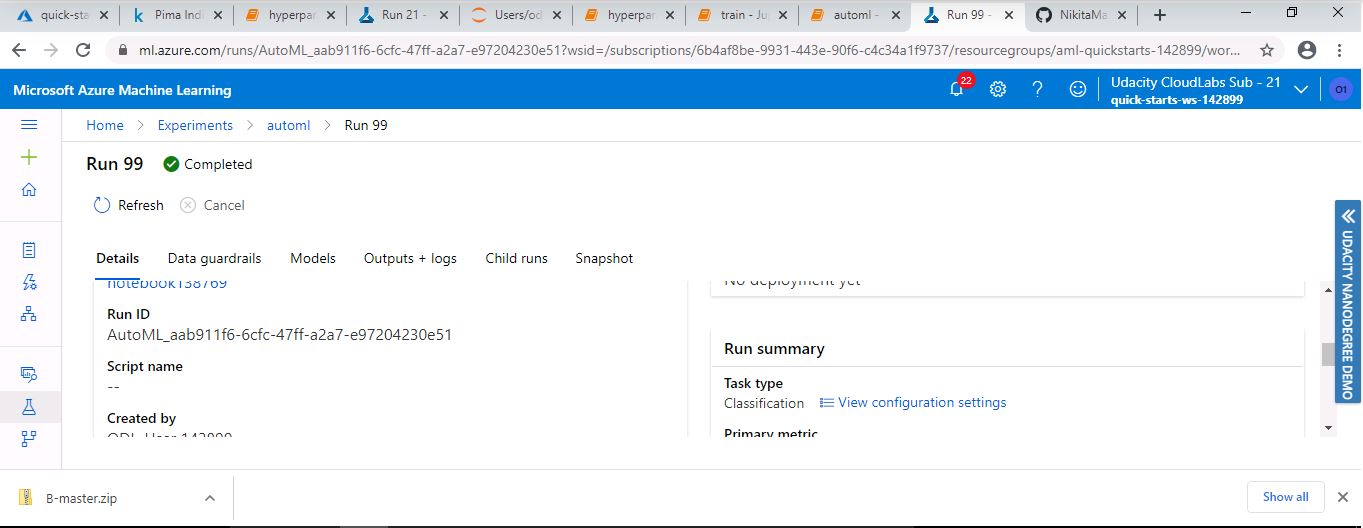 quick-sta
Pima Indi
hyperpar
Run 21 -
Users/od
hyperpar
train - Ju
automl -
Run 99 -
NikitaMa
ml.azure.com/runs/AutoML_aab911f6-6cfc-47ff-a2a7-e97204230e51?wsid=/subscriptions/6b4af8be-9931-443e-90f6-c4c34a1f9737/resourcegroups/aml-quickstarts-142899/wor...
Microsoft Azure Machine Learning
22
Udacity CloudLabs Sub - 21
quick-starts-ws-142899
O1
Home > Experiments > automl > Run 99
Run 99 Completed
Refresh Cancel
Details Data guardrails Models Outputs + logs Child runs Snapshot
notebook138769
Run ID
AutoML_aab911f6-6cfc-47ff-a2a7-e97204230e51
Script name
--
Created by
ODL_User 142899
No deployment yet
Run summary
Task type
Classification View configuration settings
Primary metric
UDACITY NANODEGREE DEMO
B-master.zip
Show all